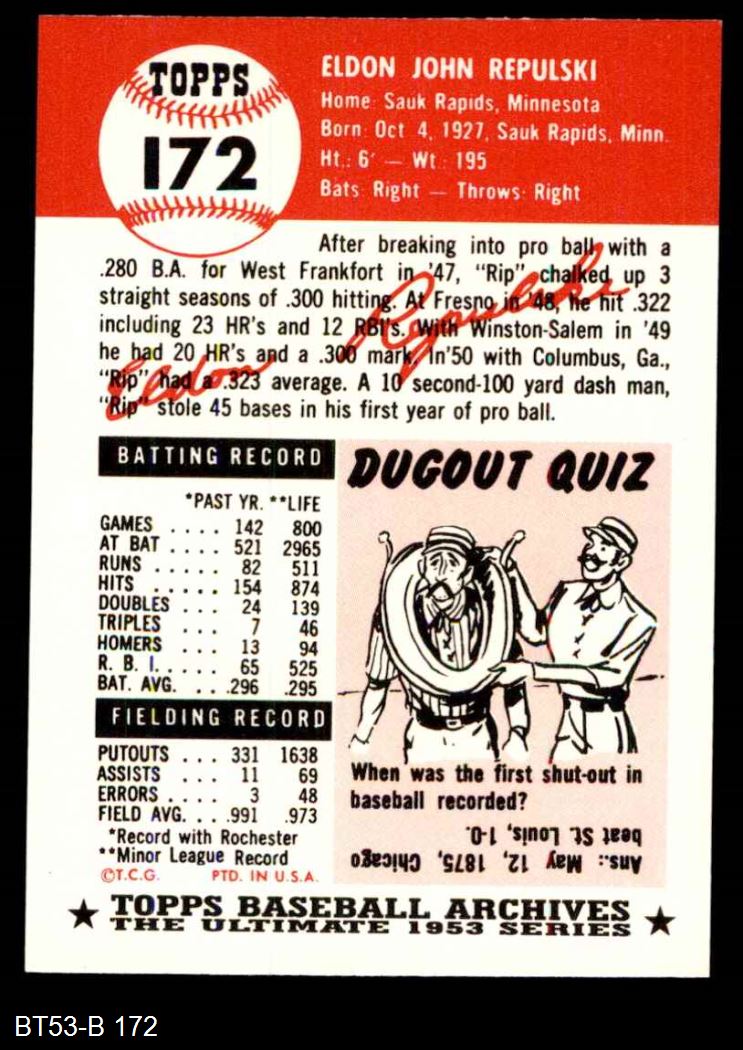 TOPPS
172
ELDON JOHN REPULSKI
Home: Sauk Rapids, Minnesota
Born: Oct 4, 1927, Sauk Rapids, Minn.
Ht.: 6' — Wt.: 195
Bats: Right — Throws: Right
After breaking into pro ball with a
.280 B.A. for West Frankfort in '47, "Rip" chalked up 3
straight seasons of .300 hitting. At Fresno in '48, he hit .322
including 23 HR's and 12 RBI's. With Winston-Salem in '49
he had 20 HR's and a .300 mark. In'50 with Columbus, Ga.,
"Rip" had a .323 average. A 10 second-100 yard dash man,
"Rip" stole 45 bases in his first year of pro ball.
Eldon Repulski
BATTING RECORD
*PAST YR. **LIFE
GAMES .... 142 800
AT BAT .... 521 2965
RUNS ..... 82 511
HITS ..... 154 874
DOUBLES ... 24 139
TRIPLES ... 7 46
HOMERS ... 13 94
R. B. I. .... 65 525
BAT. AVG. ... .296 .295
FIELDING RECORD
PUTOUTS ... 331 1638
ASSISTS ... 11 69
ERRORS .... 3 48
FIELD AVG. ... .991 .973
*Record with Rochester
**Minor League Record
©T.C.G. PTD. IN U.S.A.
DUGOUT QUIZ
When was the first shut-out in
baseball recorded?
Ans.: May 12, 1875, Chicago
beat St. Louis, 1-0.
★ TOPPS BASEBALL ARCHIVES ★
THE ULTIMATE 1953 SERIES
BT53-B 172